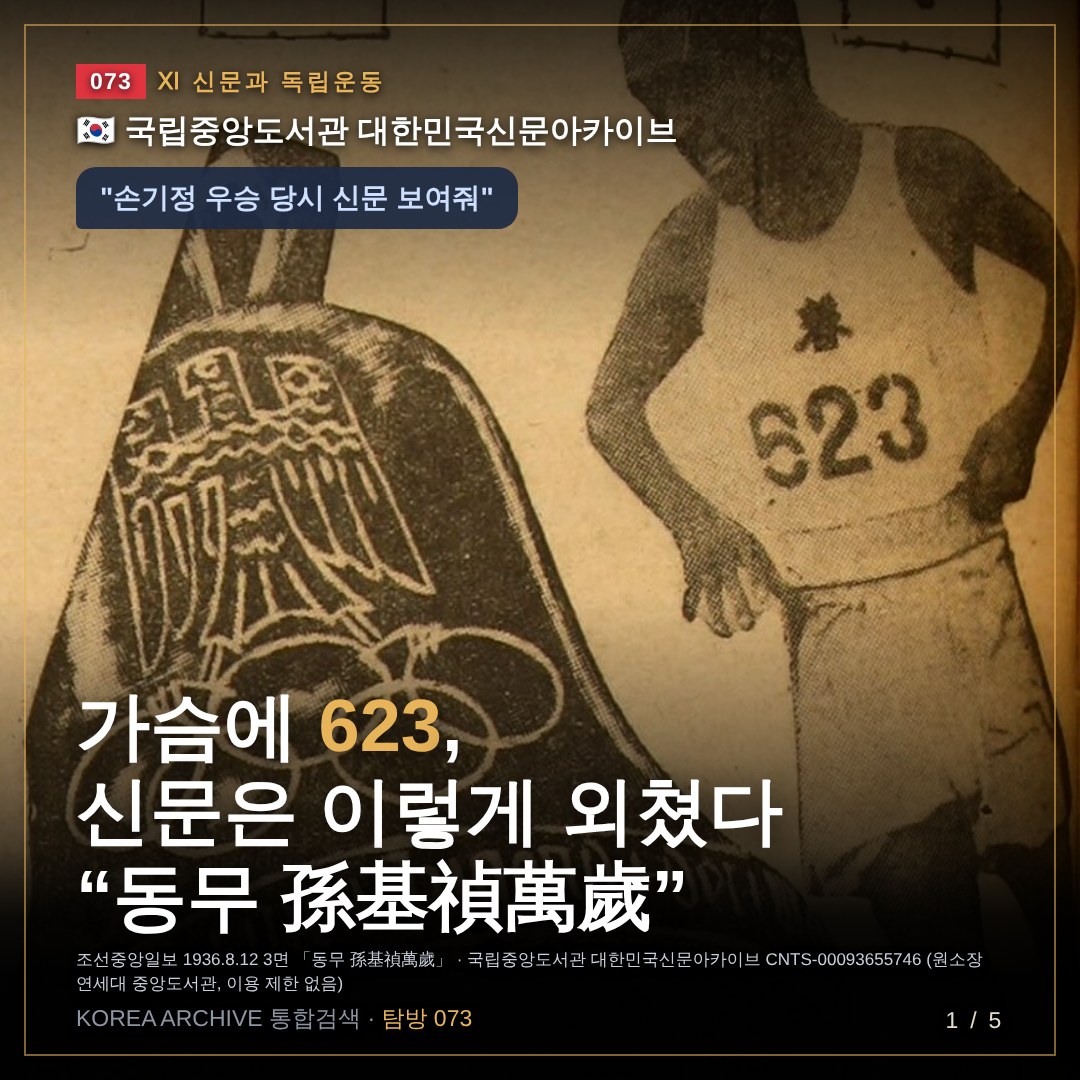 073 XI 신문과 독립운동
🇰🇷 국립중앙도서관 대한민국신문아카이브
"손기정 우승 당시 신문 보여줘"
春
623
가슴에 623,
신문은 이렇게 외쳤다
“동무 孫基禎萬歲”
조선중앙일보 1936.8.12 3면 「동무 孫基禎萬歲」 · 국립중앙도서관 대한민국신문아카이브 CNTS-00093655746 (원소장
연세대 중앙도서관, 이용 제한 없음)
KOREA ARCHIVE 통합검색 · 탐방 073
1 / 5